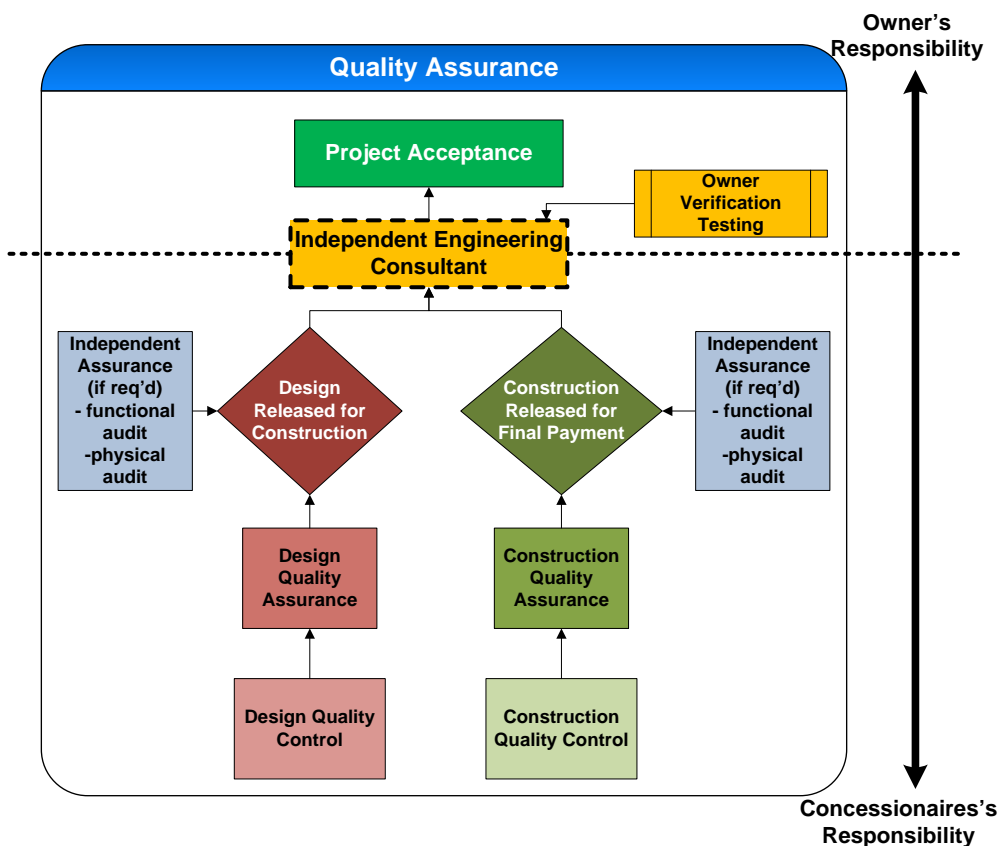 Owner's
Responsibility
Quality Assurance
Project Acceptance
Owner
Verification
Testing
Independent Engineering
Consultant
Independent
Assurance
(if req'd)
- functional
audit
-physical
audit
Design
Released for
Construction
Construction
Released for
Final Payment
Independent
Assurance
(if req'd)
- functional
audit
-physical
audit
Design
Quality
Assurance
Construction
Quality
Assurance
Design Quality
Control
Construction
Quality Control
Concessionaires's
Responsibility